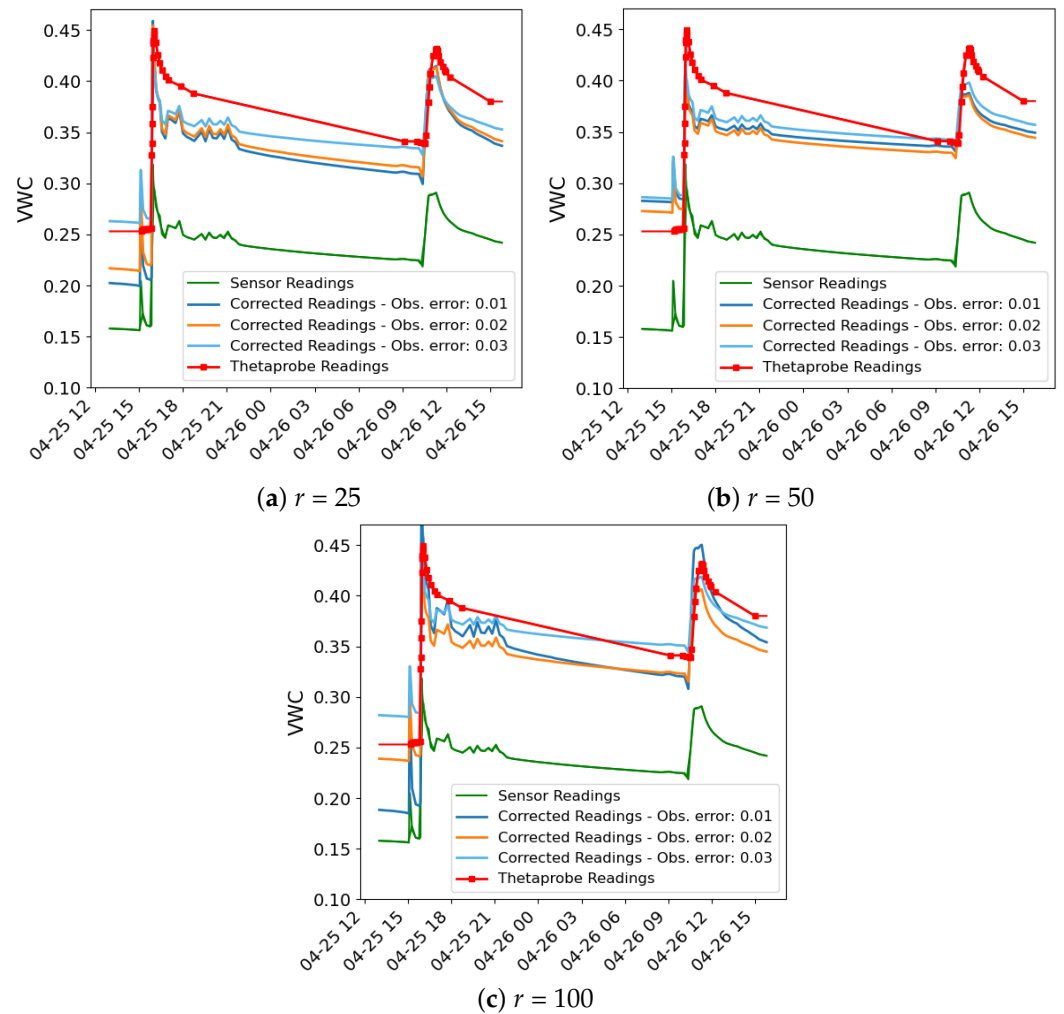 0.45
0.40
0.35
0.30
0.25
0.20
0.15
0.10
VWC
Sensor Readings
Corrected Readings - Obs. error: 0.01
Corrected Readings - Obs. error: 0.02
Corrected Readings - Obs. error: 0.03
Thetaprobe Readings
04-25 12
04-25 15
04-25 18
04-25 21
04-26 00
04-26 03
04-26 06
04-26 09
04-26 12
04-26 15
(a) r = 25
0.45
0.40
0.35
0.30
0.25
0.20
0.15
0.10
VWC
Sensor Readings
Corrected Readings - Obs. error: 0.01
Corrected Readings - Obs. error: 0.02
Corrected Readings - Obs. error: 0.03
Thetaprobe Readings
04-25 12
04-25 15
04-25 18
04-25 21
04-26 00
04-26 03
04-26 06
04-26 09
04-26 12
04-26 15
(b) r = 50
0.45
0.40
0.35
0.30
0.25
0.20
0.15
0.10
VWC
Sensor Readings
Corrected Readings - Obs. error: 0.01
Corrected Readings - Obs. error: 0.02
Corrected Readings - Obs. error: 0.03
Thetaprobe Readings
04-25 12
04-25 15
04-25 18
04-25 21
04-26 00
04-26 03
04-26 06
04-26 09
04-26 12
04-26 15
(c) r = 100